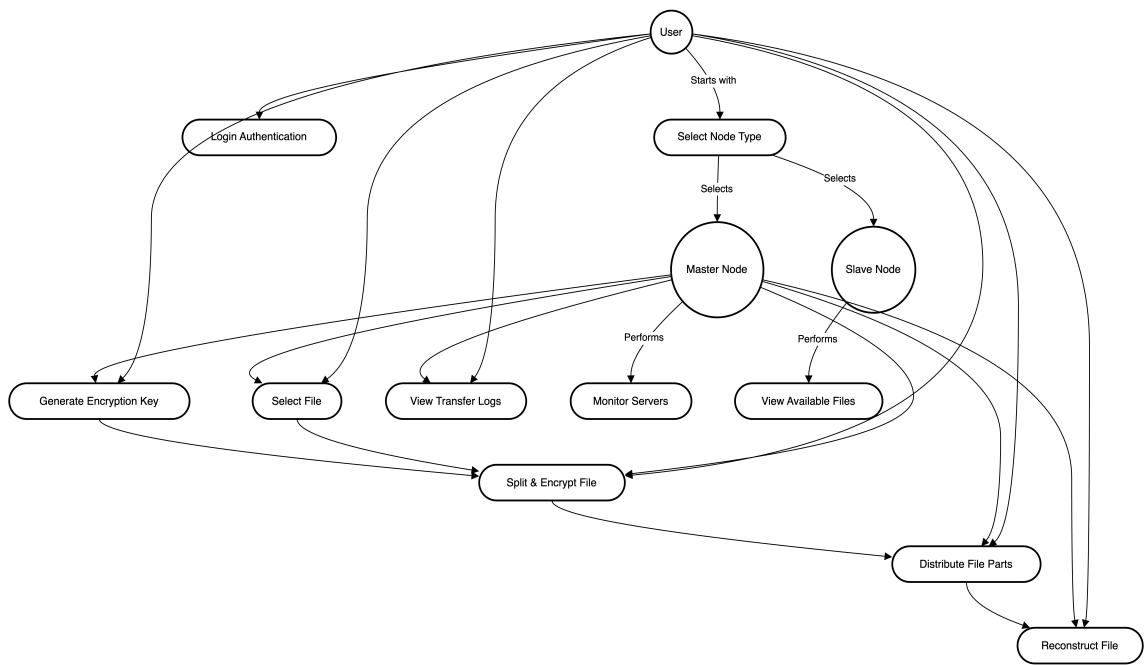 User
Starts with
Login Authentication
Select Node Type
Selects
Selects
Master Node
Slave Node
Performs
Performs
Generate Encryption Key
Select File
View Transfer Logs
Monitor Servers
View Available Files
Split & Encrypt File
Distribute File Parts
Reconstruct File